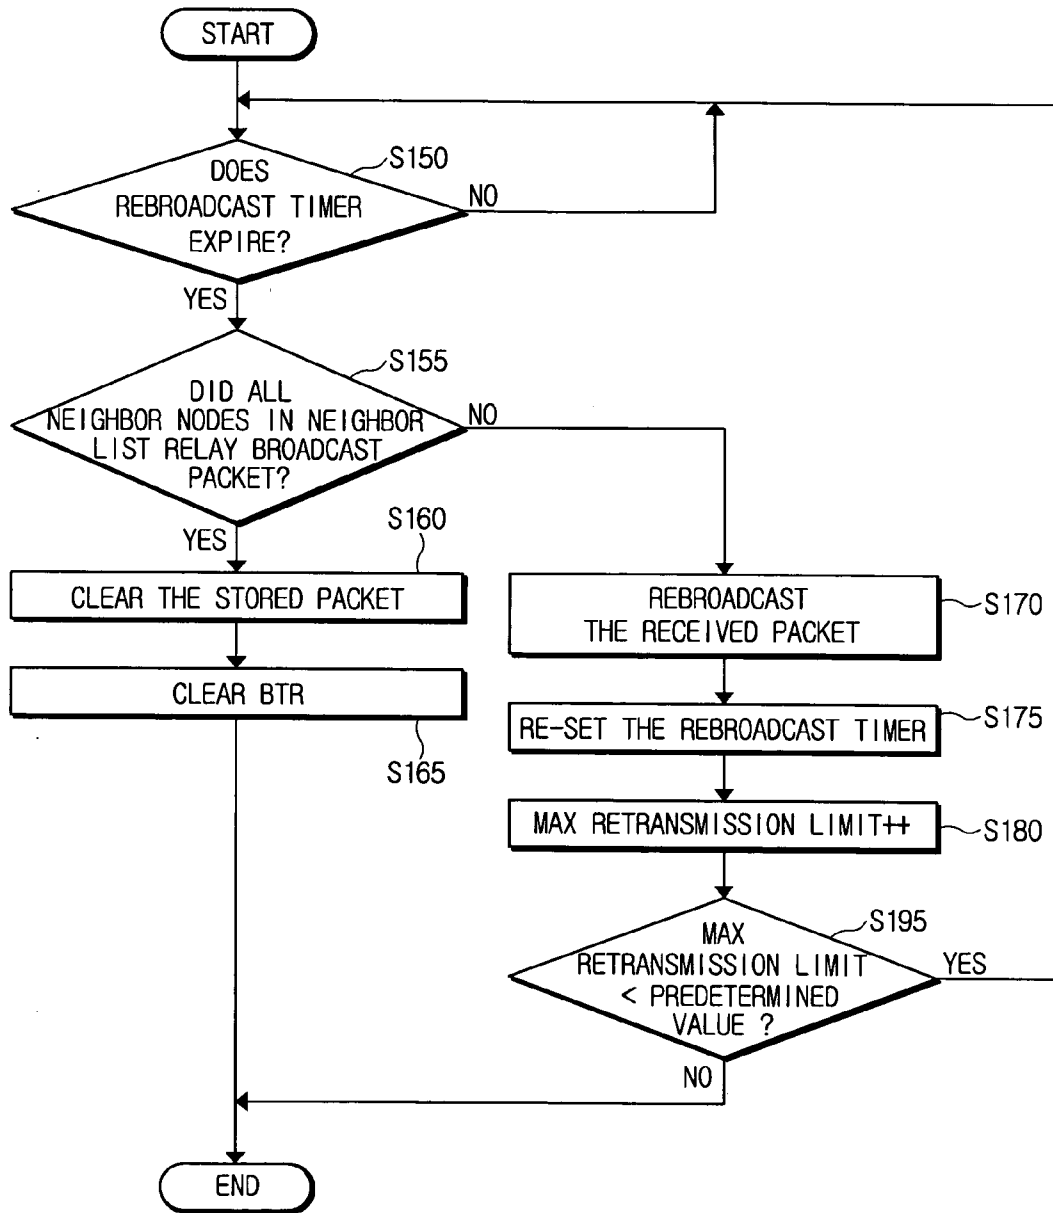 START
S150
DOES
REBROADCAST TIMER
EXPIRE?
NO
YES
S155
DID ALL
NEIGHBOR NODES IN NEIGHBOR
LIST RELAY BROADCAST
PACKET?
NO
YES
S160
CLEAR THE STORED PACKET
CLEAR BTR
S165
REBROADCAST
THE RECEIVED PACKET
S170
RE-SET THE REBROADCAST TIMER
S175
MAX RETRANSMISSION LIMIT++
S180
S195
MAX
RETRANSMISSION LIMIT
< PREDETERMINED
VALUE ?
YES
NO
END